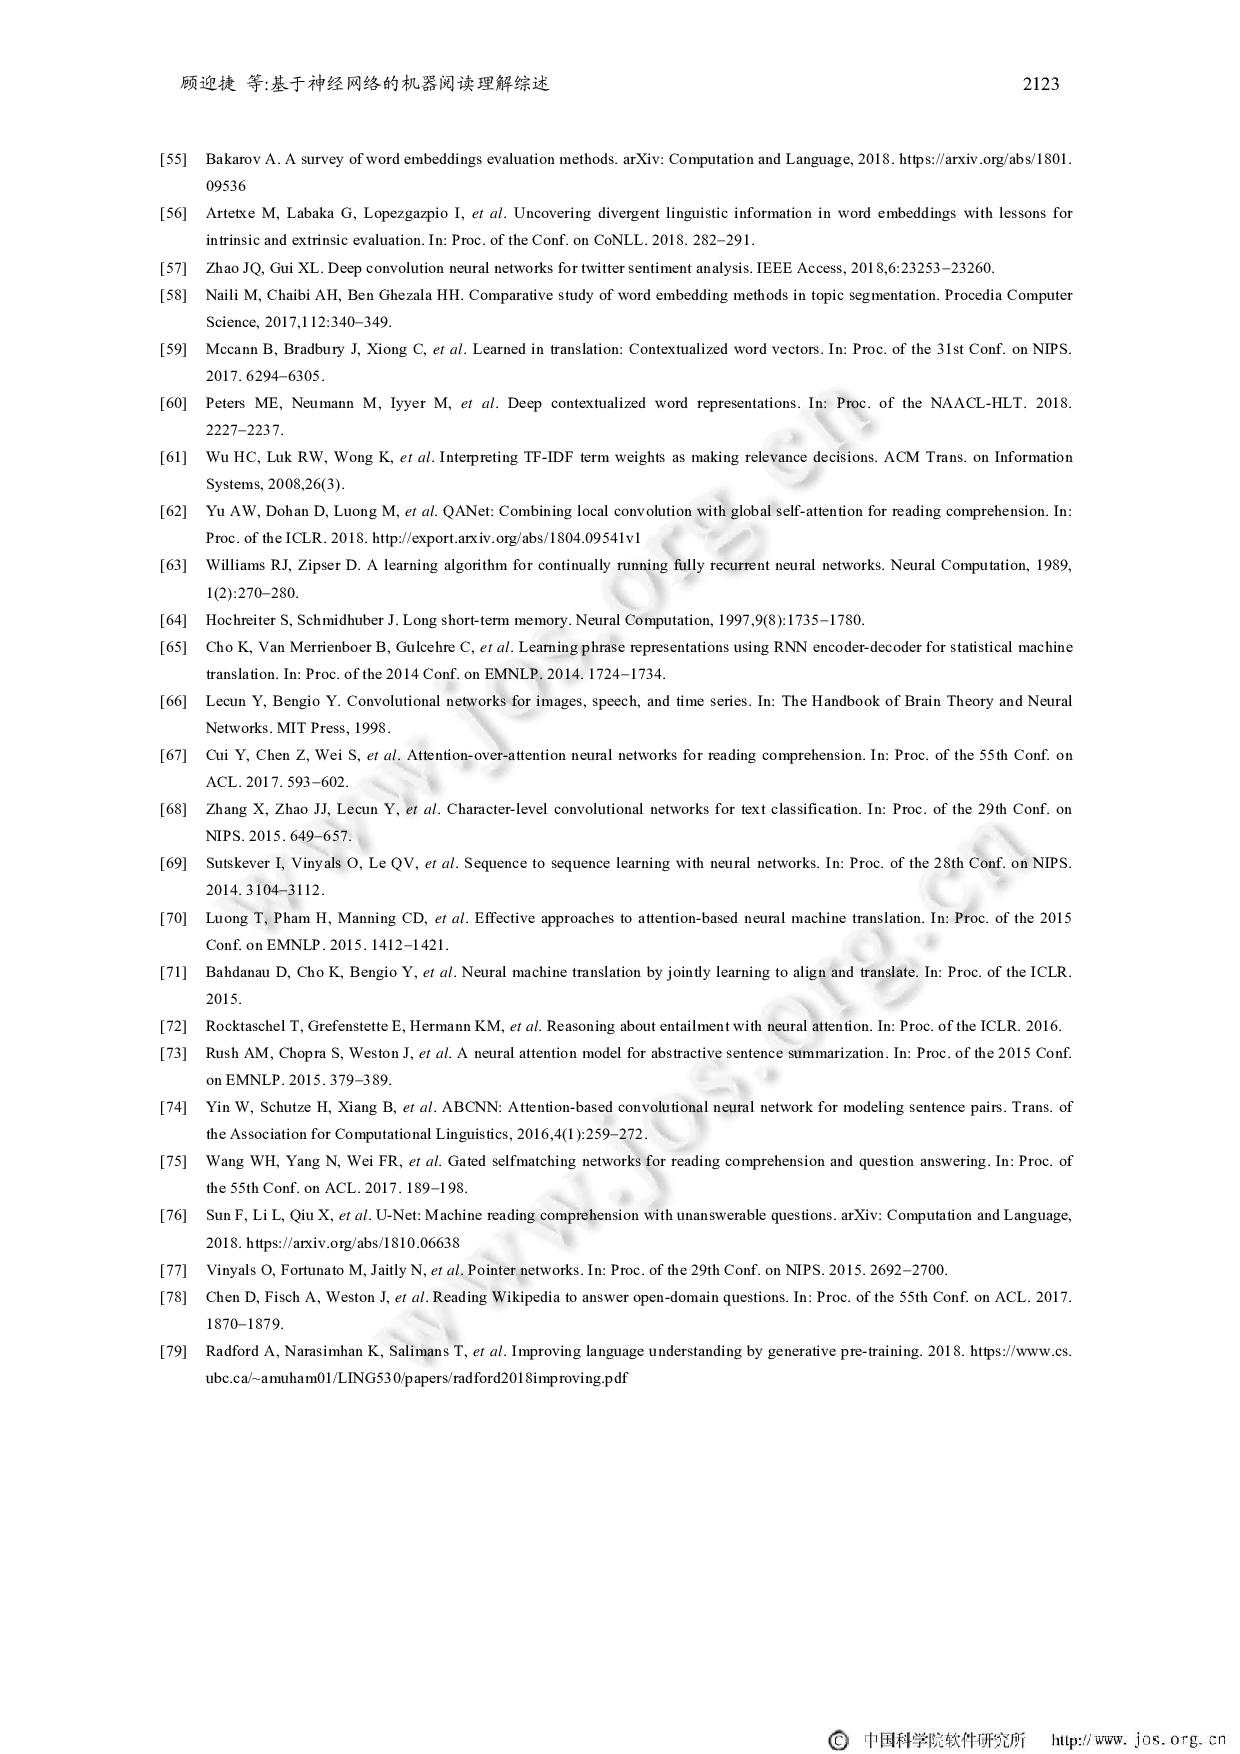 顾迎捷 等:基于神经网络的机器阅读理解综述 2123
[55] Bakarov A. A survey of word embeddings evaluation methods. arXiv: Computation and Language, 2018. https://arxiv.org/abs/1801.
09536
[56] Artetxe M, Labaka G, Lopezgazpio I, et al. Uncovering divergent linguistic information in word embeddings with lessons for
intrinsic and extrinsic evaluation. In: Proc. of the Conf. on CoNLL. 2018. 282−291.
[57] Zhao JQ, Gui XL. Deep convolution neural networks for twitter sentiment analysis. IEEE Access, 2018,6:23253−23260.
[58] Naili M, Chaibi AH, Ben Ghezala HH. Comparative study of word embedding methods in topic segmentation. Procedia Computer
Science, 2017,112:340−349.
[59] Mccann B, Bradbury J, Xiong C, et al. Learned in translation: Contextualized word vectors. In: Proc. of the 31st Conf. on NIPS.
2017. 6294−6305.
[60] Peters ME, Neumann M, Iyyer M, et al. Deep contextualized word representations. In: Proc. of the NAACL-HLT. 2018.
2227−2237.
[61] Wu HC, Luk RW, Wong K, et al. Interpreting TF-IDF term weights as making relevance decisions. ACM Trans. on Information
Systems, 2008,26(3).
[62] Yu AW, Dohan D, Luong M, et al. QANet: Combining local convolution with global self-attention for reading comprehension. In:
Proc. of the ICLR. 2018. http://export.arxiv.org/abs/1804.09541v1
[63] Williams RJ, Zipser D. A learning algorithm for continually running fully recurrent neural networks. Neural Computation, 1989,
1(2):270−280.
[64] Hochreiter S, Schmidhuber J. Long short-term memory. Neural Computation, 1997,9(8):1735−1780.
[65] Cho K, Van Merrienboer B, Gulcehre C, et al. Learning phrase representations using RNN encoder-decoder for statistical machine
translation. In: Proc. of the 2014 Conf. on EMNLP. 2014. 1724−1734.
[66] Lecun Y, Bengio Y. Convolutional networks for images, speech, and time series. In: The Handbook of Brain Theory and Neural
Networks. MIT Press, 1998.
[67] Cui Y, Chen Z, Wei S, et al. Attention-over-attention neural networks for reading comprehension. In: Proc. of the 55th Conf. on
ACL. 2017. 593−602.
[68] Zhang X, Zhao JJ, Lecun Y, et al. Character-level convolutional networks for text classification. In: Proc. of the 29th Conf. on
NIPS. 2015. 649−657.
[69] Sutskever I, Vinyals O, Le QV, et al. Sequence to sequence learning with neural networks. In: Proc. of the 28th Conf. on NIPS.
2014. 3104−3112.
[70] Luong T, Pham H, Manning CD, et al. Effective approaches to attention-based neural machine translation. In: Proc. of the 2015
Conf. on EMNLP. 2015. 1412−1421.
[71] Bahdanau D, Cho K, Bengio Y, et al. Neural machine translation by jointly learning to align and translate. In: Proc. of the ICLR.
2015.
[72] Rocktaschel T, Grefenstette E, Hermann KM, et al. Reasoning about entailment with neural attention. In: Proc. of the ICLR. 2016.
[73] Rush AM, Chopra S, Weston J, et al. A neural attention model for abstractive sentence summarization. In: Proc. of the 2015 Conf.
on EMNLP. 2015. 379−389.
[74] Yin W, Schutze H, Xiang B, et al. ABCNN: Attention-based convolutional neural network for modeling sentence pairs. Trans. of
the Association for Computational Linguistics, 2016,4(1):259−272.
[75] Wang WH, Yang N, Wei FR, et al. Gated selfmatching networks for reading comprehension and question answering. In: Proc. of
the 55th Conf. on ACL. 2017. 189−198.
[76] Sun F, Li L, Qiu X, et al. U-Net: Machine reading comprehension with unanswerable questions. arXiv: Computation and Language,
2018. https://arxiv.org/abs/1810.06638
[77] Vinyals O, Fortunato M, Jaitly N, et al. Pointer networks. In: Proc. of the 29th Conf. on NIPS. 2015. 2692−2700.
[78] Chen D, Fisch A, Weston J, et al. Reading Wikipedia to answer open-domain questions. In: Proc. of the 55th Conf. on ACL. 2017.
1870−1879.
[79] Radford A, Narasimhan K, Salimans T, et al. Improving language understanding by generative pre-training. 2018. https://www.cs.
ubc.ca/~amuham01/LING530/papers/radford2018improving.pdf
www.jos.org.cn
www.jos.org.cn
© 中国科学院软件研究所 http://www.jos.org.cn